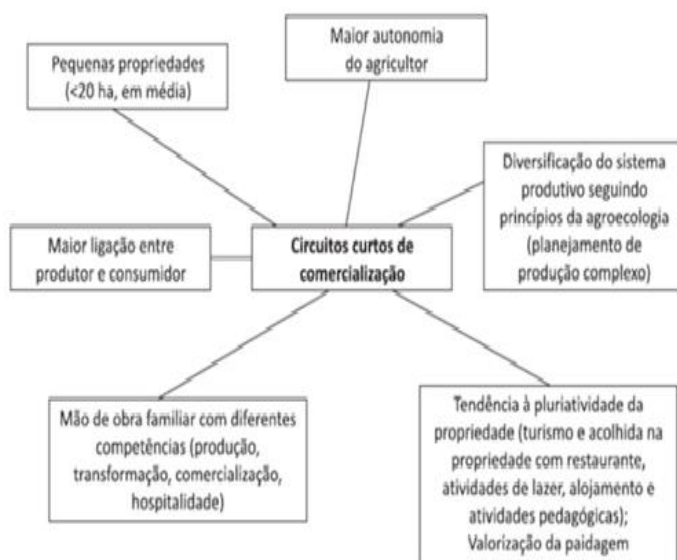 Maior autonomia
do agricultor
Pequenas propriedades
(<20 ha, em média)
Diversificação do sistema
produtivo seguindo
princípios da agroecologia
(planejamento de
produção complexo)
Maior ligação entre
produtor e consumidor
Circuitos curtos de
comercialização
Mão de obra familiar com diferentes
competências (produção,
transformação, comercialização,
hospitalidade)
Tendência à pluriatividade da
propriedade (turismo e acolhida na
propriedade com restaurante,
atividades de lazer, alojamento e
atividades pedagógicas);
Valorização da paidagem